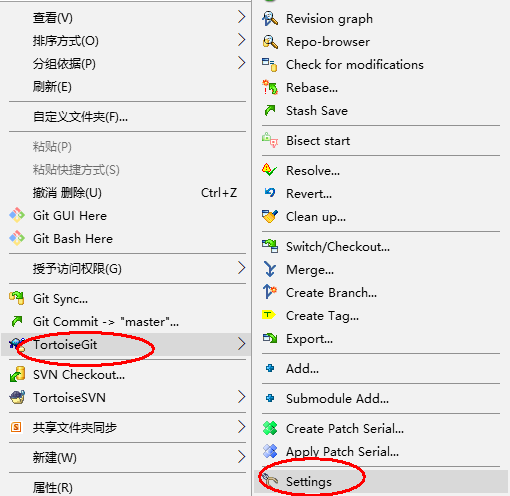 查看(V)
排序方式(O)
分组依据(P)
刷新(E)
自定义文件夹(F)...
粘贴(P)
粘贴快捷方式(S)
撤消 删除(U) Ctrl+Z
Git GUI Here
Git Bash Here
授予访问权限(G)
Git Sync...
Git Commit -> "master"...
TortoiseGit
SVN Checkout...
TortoiseSVN
共享文件夹同步
新建(W)
属性(R)
Revision graph
Repo-browser
Check for modifications
Rebase...
Stash Save
Bisect start
Resolve...
Revert...
Clean up...
Switch/Checkout...
Merge...
Create Branch...
Create Tag...
Export...
Add...
Submodule Add...
Create Patch Serial...
Apply Patch Serial...
Settings